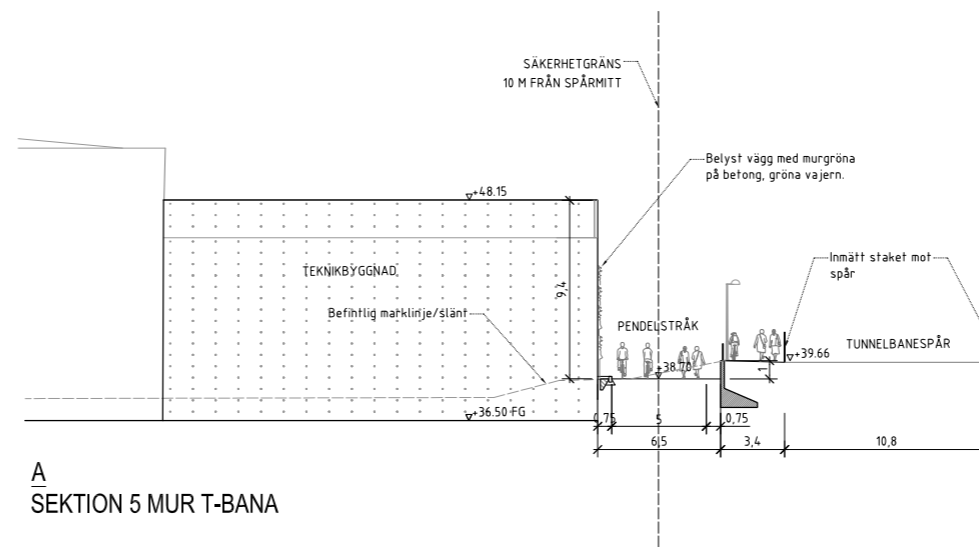 SÄKERHETGRÄNS
10 M FRÅN SPÅRMITT
Belyst vägg med murgröna
på betong, gröna vajern.
+48.15
TEKNIKBYGGNAD
9,4
Inmätt staket mot
spår
Befintlig marklinje/slänt
PENDELSTRÅK
TUNNELBANESPÅR
+39.66
+38.70
1
+36.50 FG
0,75
5
0,75
6,5
3,4
10,8
A
SEKTION 5 MUR T-BANA